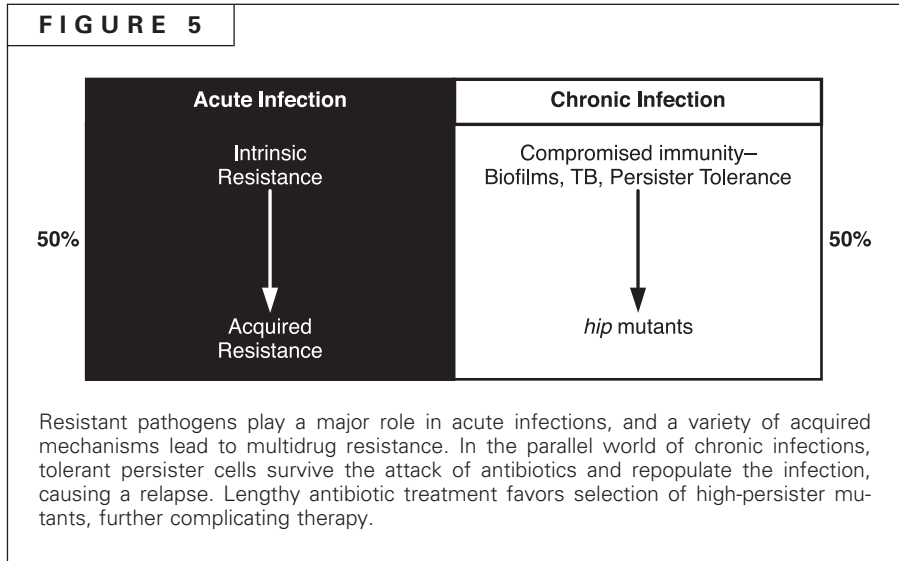 FIGURE 5
Acute Infection
Chronic Infection
Intrinsic
Resistance
Compromised immunity–
Biofilms, TB, Persister Tolerance
50%
50%
Acquired
Resistance
hip mutants
Resistant pathogens play a major role in acute infections, and a variety of acquired
mechanisms lead to multidrug resistance. In the parallel world of chronic infections,
tolerant persister cells survive the attack of antibiotics and repopulate the infection,
causing a relapse. Lengthy antibiotic treatment favors selection of high-persister mu-
tants, further complicating therapy.